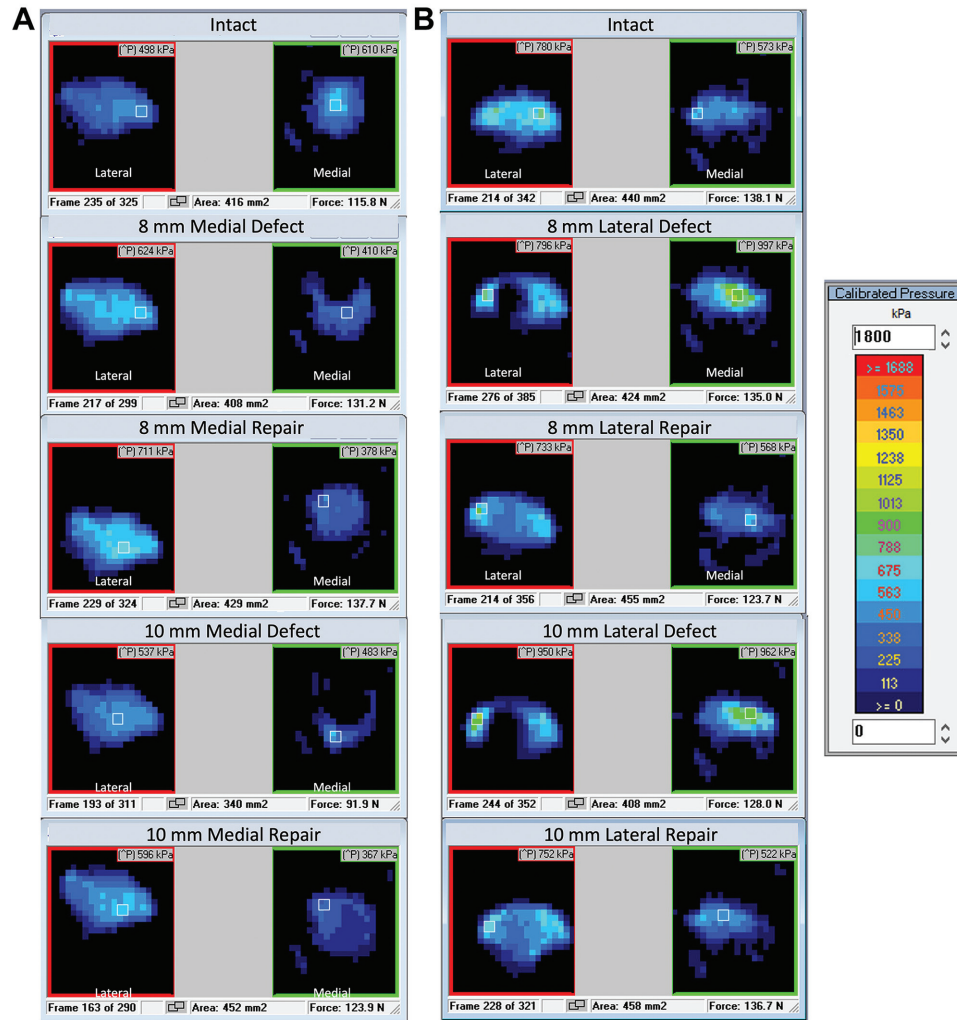 A
Intact
(^P) 498 kPa
(^P) 610 kPa
Lateral
Medial
Frame 235 of 325
Area: 416 mm2
Force: 115.8 N
8 mm Medial Defect
(^P) 624 kPa
(^P) 410 kPa
Lateral
Medial
Frame 217 of 299
Area: 408 mm2
Force: 131.2 N
8 mm Medial Repair
(^P) 711 kPa
(^P) 378 kPa
Lateral
Medial
Frame 229 of 324
Area: 429 mm2
Force: 137.7 N
10 mm Medial Defect
(^P) 537 kPa
(^P) 483 kPa
Lateral
Medial
Frame 193 of 311
Area: 340 mm2
Force: 91.9 N
10 mm Medial Repair
(^P) 596 kPa
(^P) 367 kPa
Lateral
Medial
Frame 163 of 290
Area: 452 mm2
Force: 123.9 N
B
Intact
(^P) 780 kPa
(^P) 573 kPa
Lateral
Medial
Frame 214 of 342
Area: 440 mm2
Force: 138.1 N
8 mm Lateral Defect
(^P) 796 kPa
(^P) 997 kPa
Lateral
Medial
Frame 276 of 385
Area: 424 mm2
Force: 135.0 N
8 mm Lateral Repair
(^P) 733 kPa
(^P) 568 kPa
Lateral
Medial
Frame 214 of 356
Area: 455 mm2
Force: 123.7 N
10 mm Lateral Defect
(^P) 950 kPa
(^P) 962 kPa
Lateral
Medial
Frame 244 of 352
Area: 408 mm2
Force: 128.0 N
10 mm Lateral Repair
(^P) 752 kPa
(^P) 522 kPa
Lateral
Medial
Frame 228 of 321
Area: 458 mm2
Force: 136.7 N
Calibrated Pressure
kPa
1800
>= 1688
1575
1463
1350
1238
1125
1013
900
788
675
563
450
338
225
113
>= 0
0